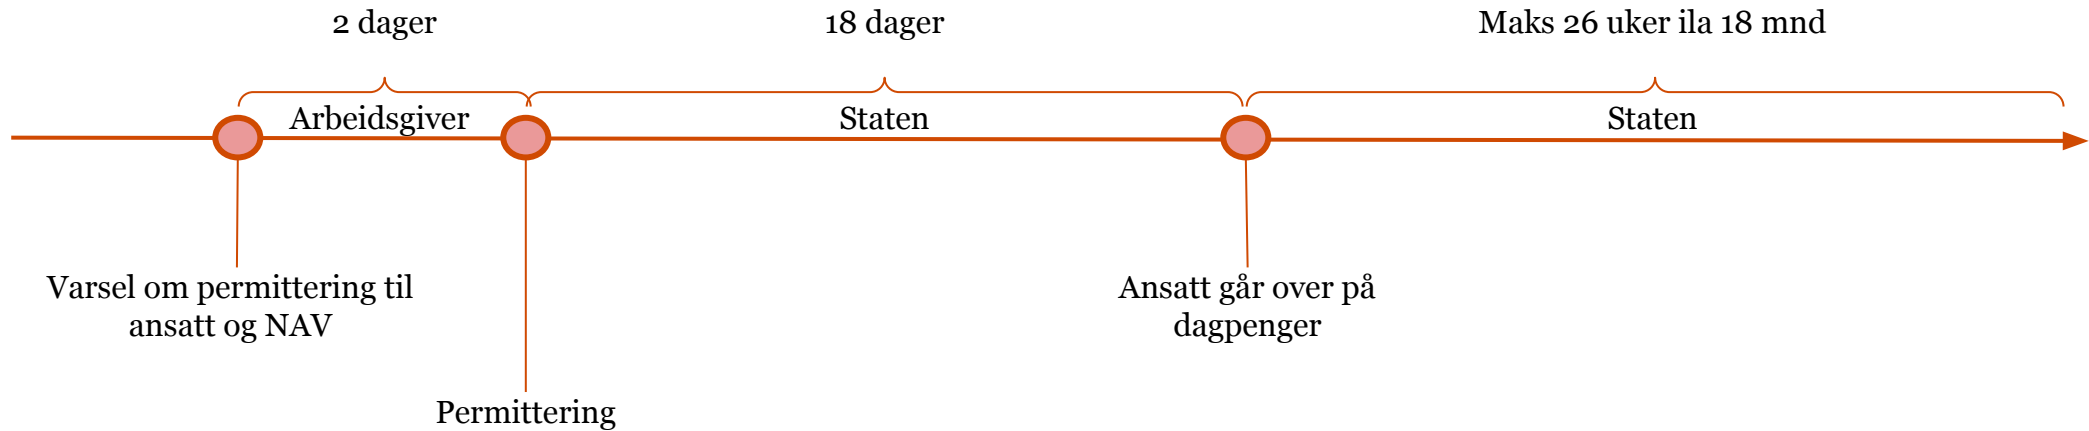 2 dager
18 dager
Maks 26 uker ila 18 mnd
Arbeidsgiver
Staten
Staten
Varsel om permittering til
ansatt og NAV
Ansatt går over på
dagpenger
Permittering